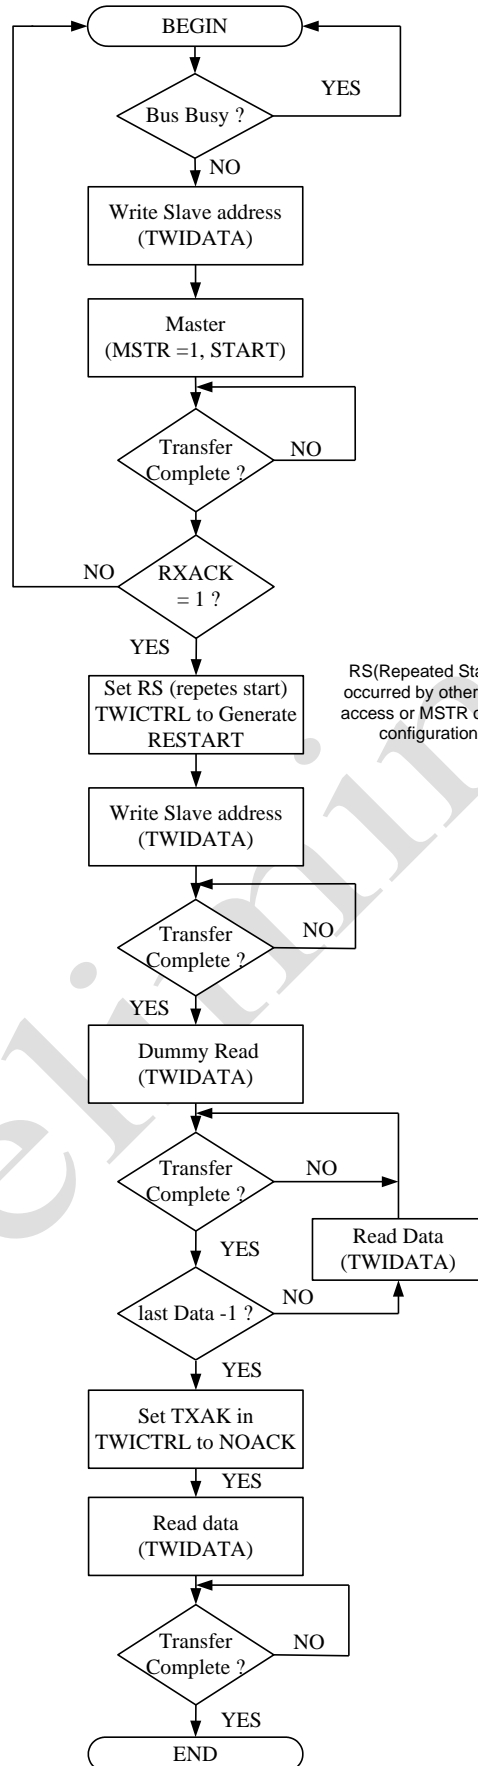 BEGIN
YES
Bus Busy ?
NO
Write Slave address
(TWIDATA)
Master
(MSTR =1, START)
Transfer
Complete ?
NO
NO
RXACK
= 1 ?
YES
Set RS (repetes start)
TWICTRL to Generate
RESTART
RS(Repeated
occurred by other
access or MSTR
configuration
Write Slave address
(TWIDATA)
Transfer
Complete ?
NO
YES
Dummy Read
(TWIDATA)
Transfer
Complete ?
NO
YES
Read Data
(TWIDATA)
last Data -1 ?
NO
YES
Set TXAK in
TWICTRL to NOACK
YES
Read data
(TWIDATA)
Transfer
Complete ?
NO
YES
END